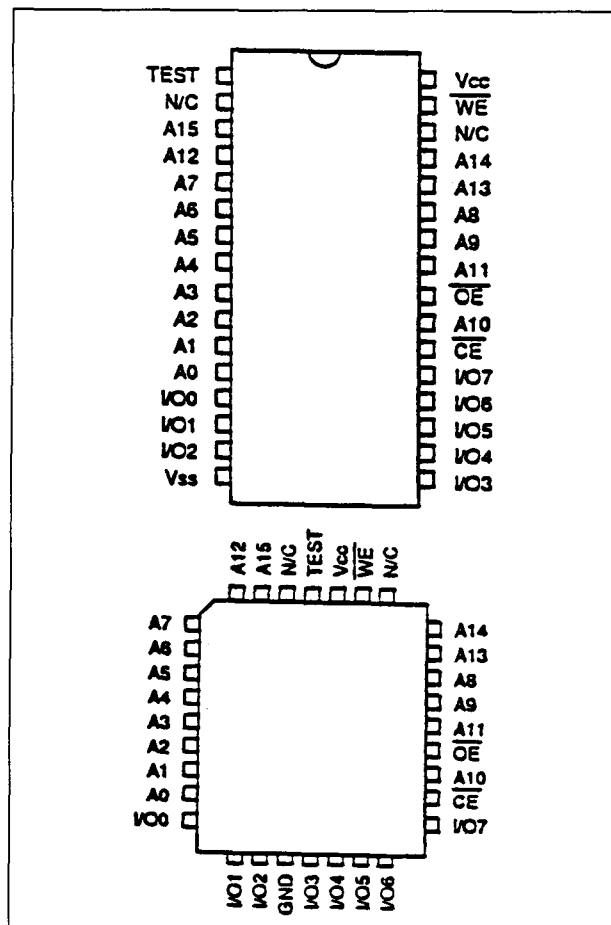 TEST
N/C
A15
A12
A7
A6
A5
A4
A3
A2
A1
A0
I/O0
I/O1
I/O2
Vss
Vcc
WE
N/C
A14
A13
A8
A9
A11
OE
A10
CE
I/O7
I/O6
I/O5
I/O4
I/O3
A12
A15
N/C
TEST
Vcc
WE
N/C
A7
A6
A5
A4
A3
A2
A1
A0
I/O0
A14
A13
A8
A9
A11
OE
A10
CE
I/O7
I/O1
I/O2
GND
I/O3
I/O4
I/O5
I/O6